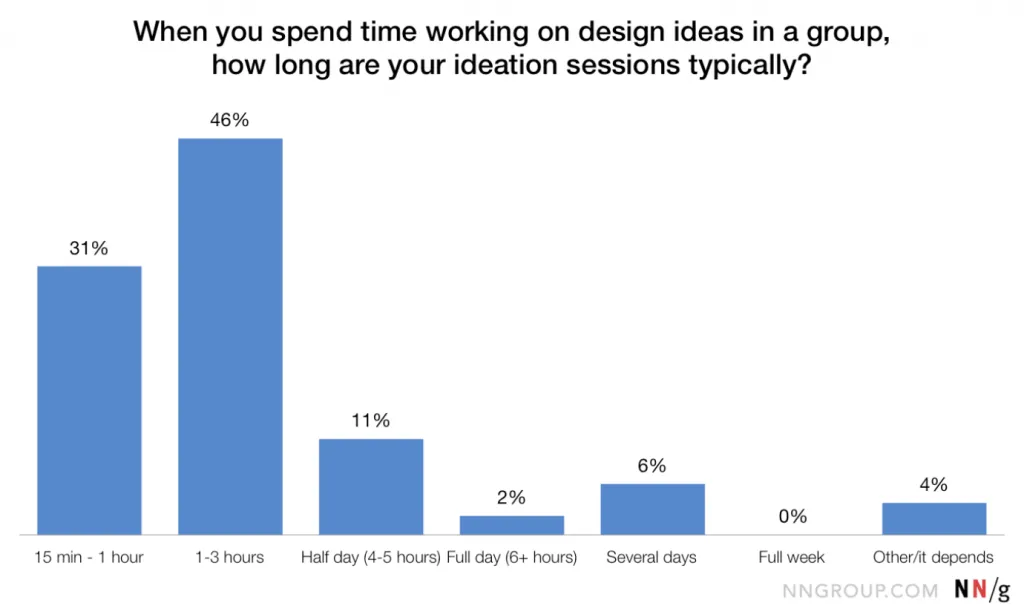 When you spend time working on design ideas in a group,
how long are your ideation sessions typically?
46%
31%
11%
2%
6%
0%
4%
15 min - 1 hour
1-3 hours
Half day (4-5 hours)
Full day (6+ hours)
Several days
Full week
Other/it depends
NNGROUP.COM NN/g